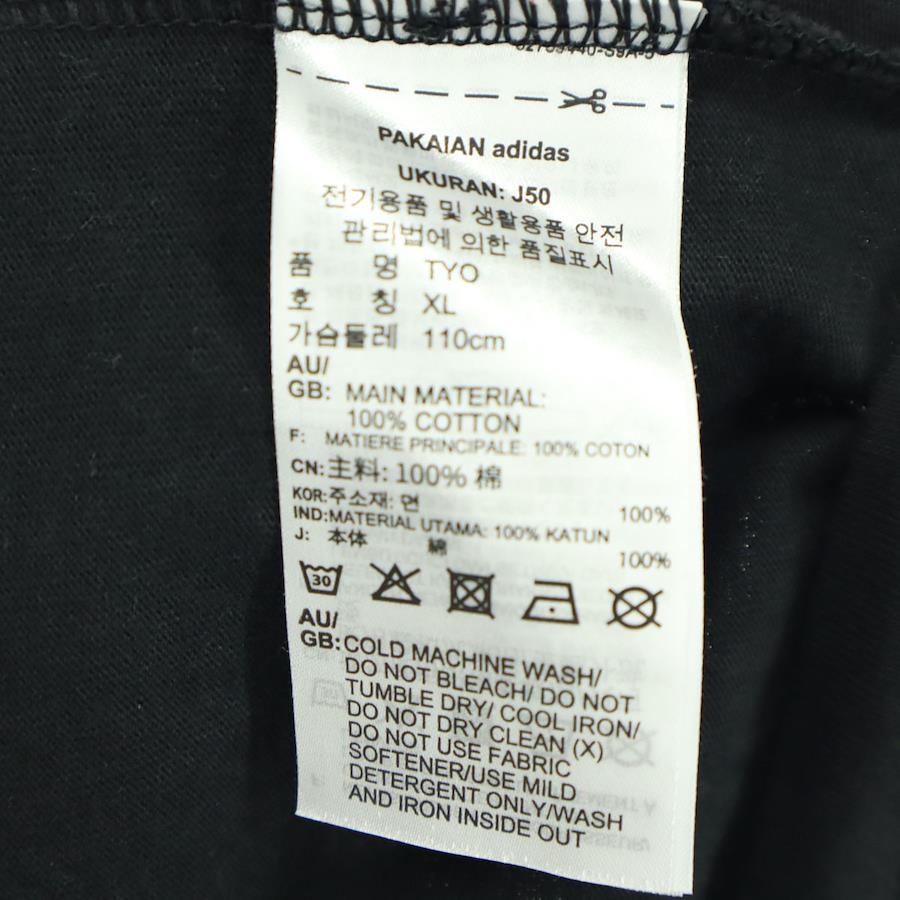 PAKAIAN adidas
UKURAN: J50
전기용품 및 생활용품 안전
관리법에 의한 품질표시
품 명 TYO
호 칭 XL
가슴둘레 110cm
AU/
GB: MAIN MATERIAL:
100% COTTON
F: MATIERE PRINCIPALE: 100% COTON
CN:主料: 100% 棉
KOR:주소재: 면 100%
IND:MATERIAL UTAMA: 100% KATUN
J: 本体 綿 100%
30
AU/
GB:COLD MACHINE WASH/
DO NOT BLEACH/ DO NOT
TUMBLE DRY/ COOL IRON/
DO NOT DRY CLEAN (X)
DO NOT USE FABRIC
SOFTENER/USE MILD
DETERGENT ONLY/WASH
AND IRON INSIDE OUT